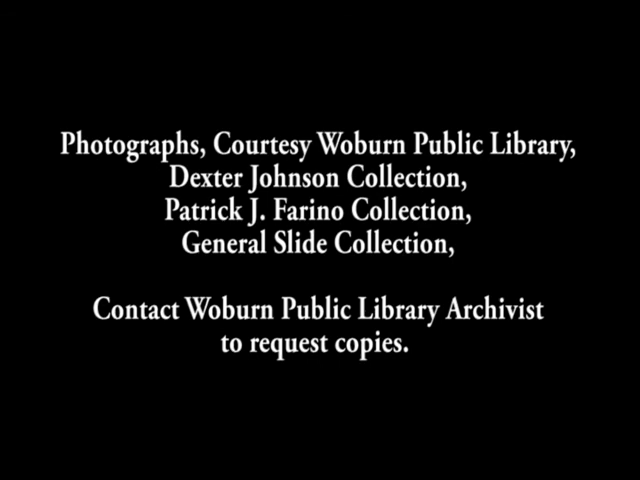 Photographs, Courtesy Woburn Public Library,
Dexter Johnson Collection,
Patrick J. Farino Collection,
General Slide Collection,
Contact Woburn Public Library Archivist
to request copies.